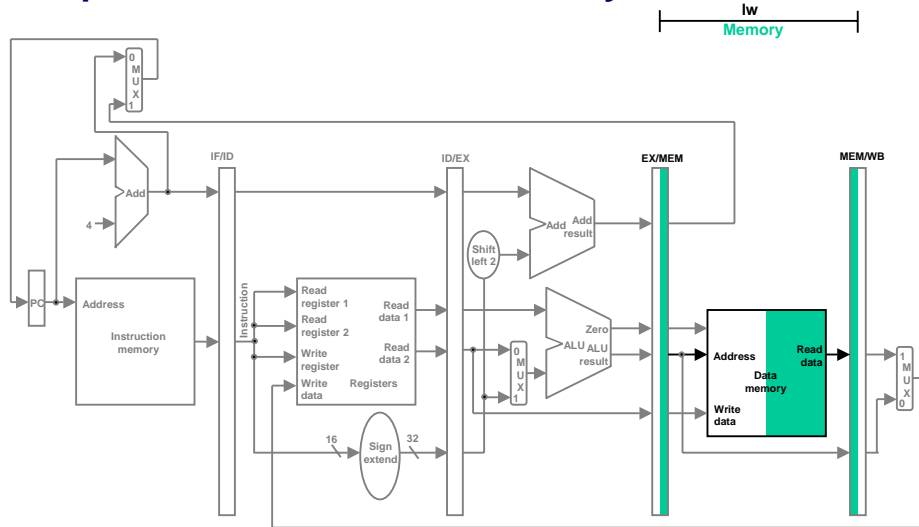 lw
Memory
0
M
U
X
1
IF/ID
ID/EX
EX/MEM
MEM/WB
Add
4
Add
Add
result
Shift
left 2
PC
Address
Instruction
memory
Instruction
Read
register 1
Read
register 2
Write
register
Write
data
Read
data 1
Read
data 2
Registers
0
M
U
X
1
Zero
ALU
ALU
result
Address
Read
data
Data
memory
Write
data
1
M
U
X
0
16
Sign
extend
32